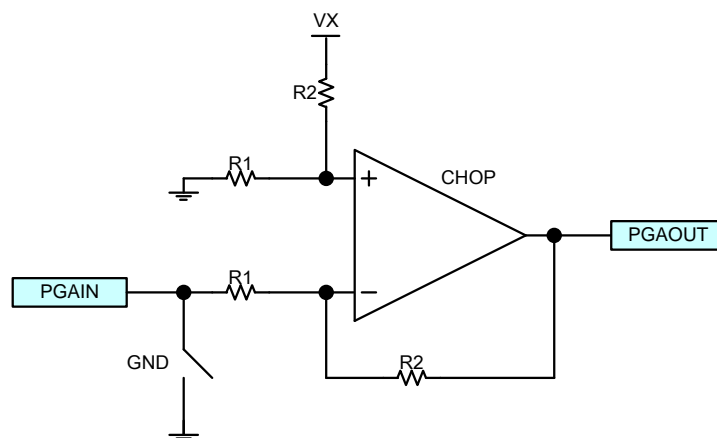 VX
R2
R1
+
CHOP
PGAOUT
PGAIN
R1
−
GND
R2